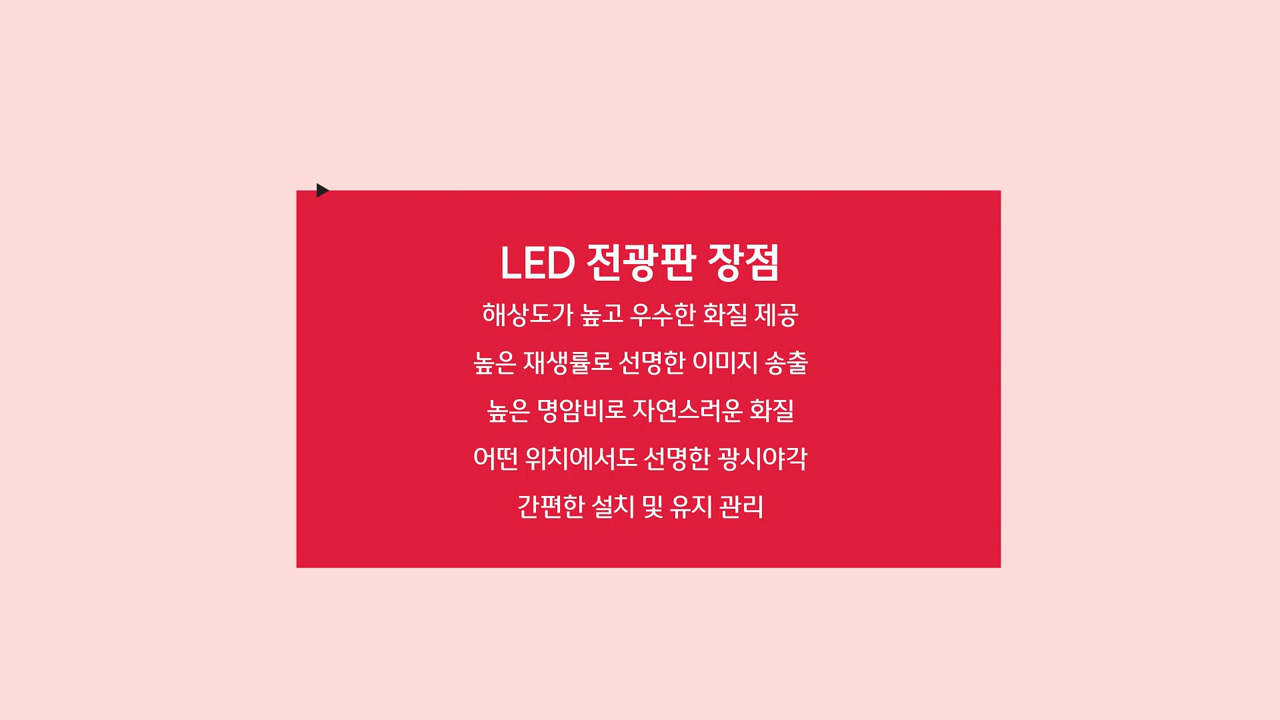 LED 전광판 장점
해상도가 높고 우수한 화질 제공
높은 재생률로 선명한 이미지 송출
높은 명암비로 자연스러운 화질
어떤 위치에서도 선명한 광시야각
간편한 설치 및 유지 관리